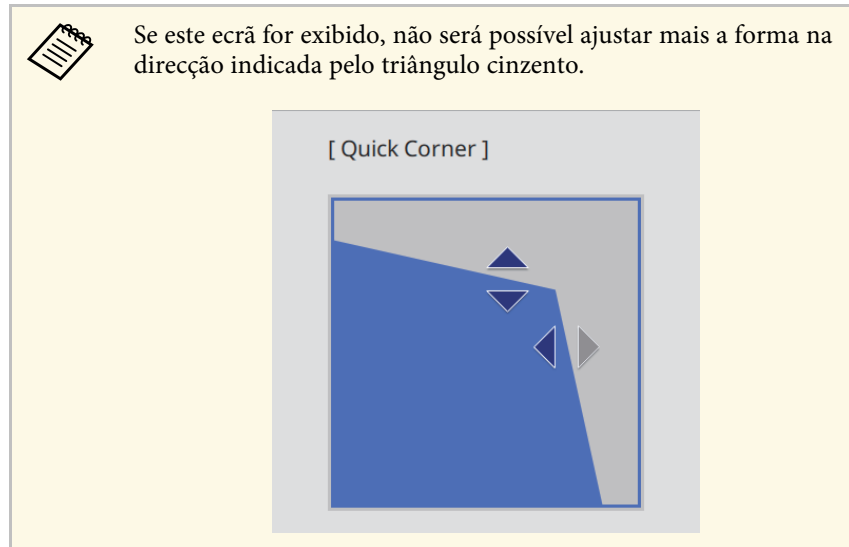 Se este ecrã for exibido, não será possível ajustar mais a forma na
direcção indicada pelo triângulo cinzento.
[ Quick Corner ]